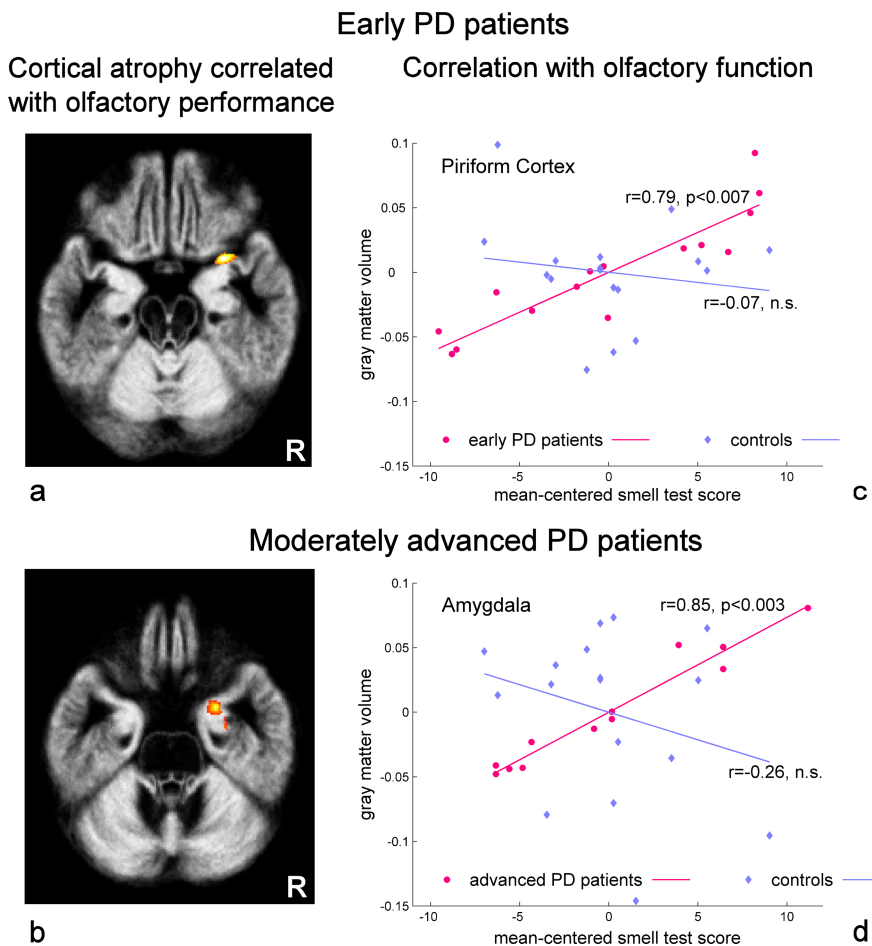 Early PD patients
Cortical atrophy correlated
with olfactory performance
Correlation with olfactory function
R
a
0.1
0.05
0
-0.05
-0.1
-0.15
gray matter volume
Piriform Cortex
r=0.79, p<0.007
r=-0.07, n.s.
early PD patients
controls
-10 -5 0 5 10
mean-centered smell test score
c
Moderately advanced PD patients
R
b
0.1
0.05
0
-0.05
-0.1
-0.15
gray matter volume
Amygdala
r=0.85, p<0.003
r=-0.26, n.s.
advanced PD patients
controls
-10 -5 0 5 10
mean-centered smell test score
d